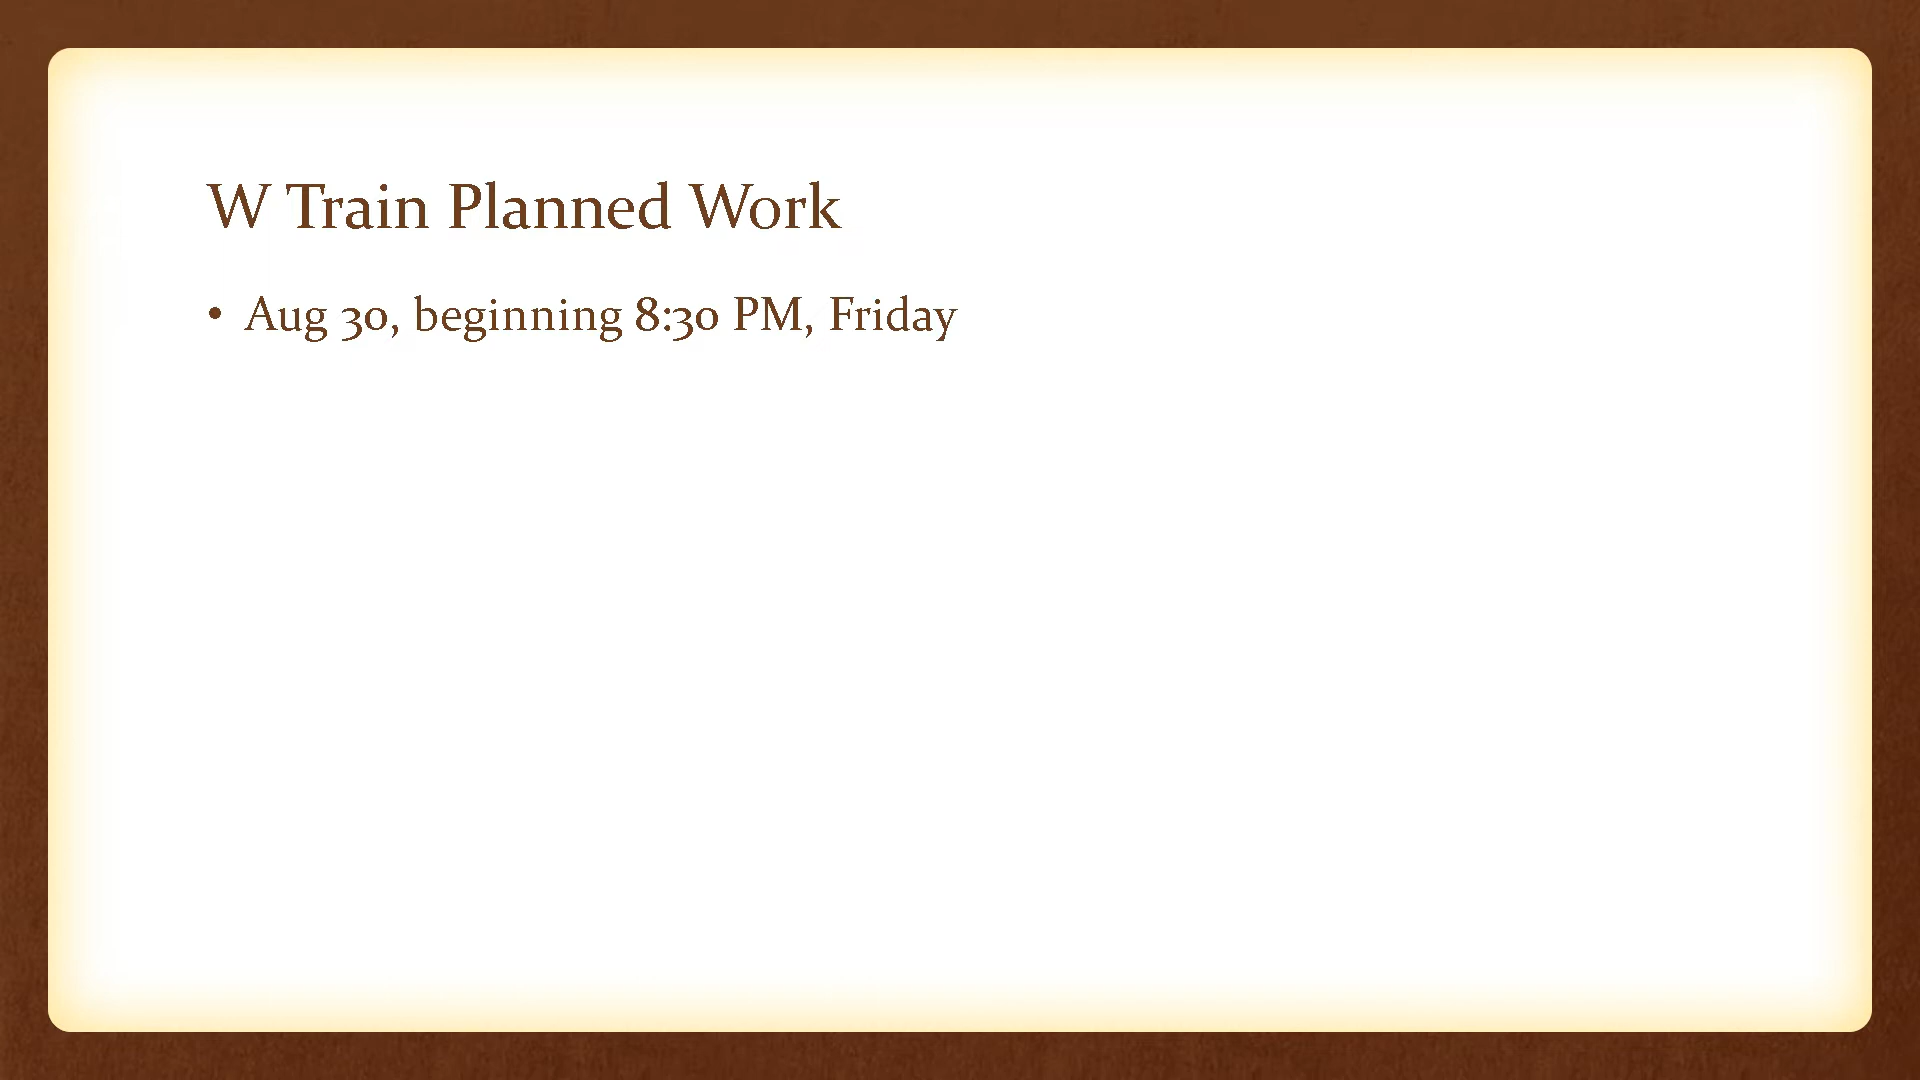 W Train Planned Work
• Aug 30, beginning 8:30 PM, Friday